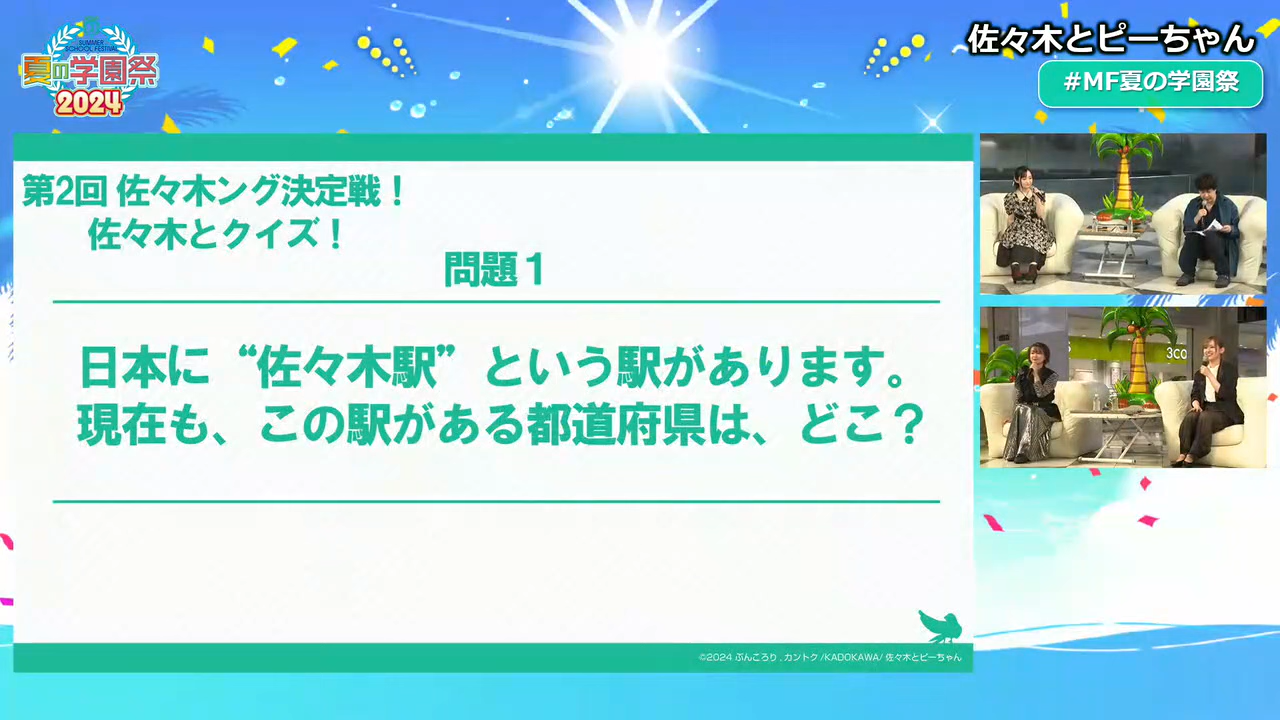 SUMMER
SCHOOL FESTIVAL
夏の学園祭
2024
佐々木とピーちゃん
#MF夏の学園祭
第2回 佐々木ング決定戦！
佐々木とクイズ！
問題１
日本に“佐々木駅”という駅があります。
現在も、この駅がある都道府県は、どこ？
3co
©2024 ぶんころり , カントク /KADOKAWA/ 佐々木とピーちゃん